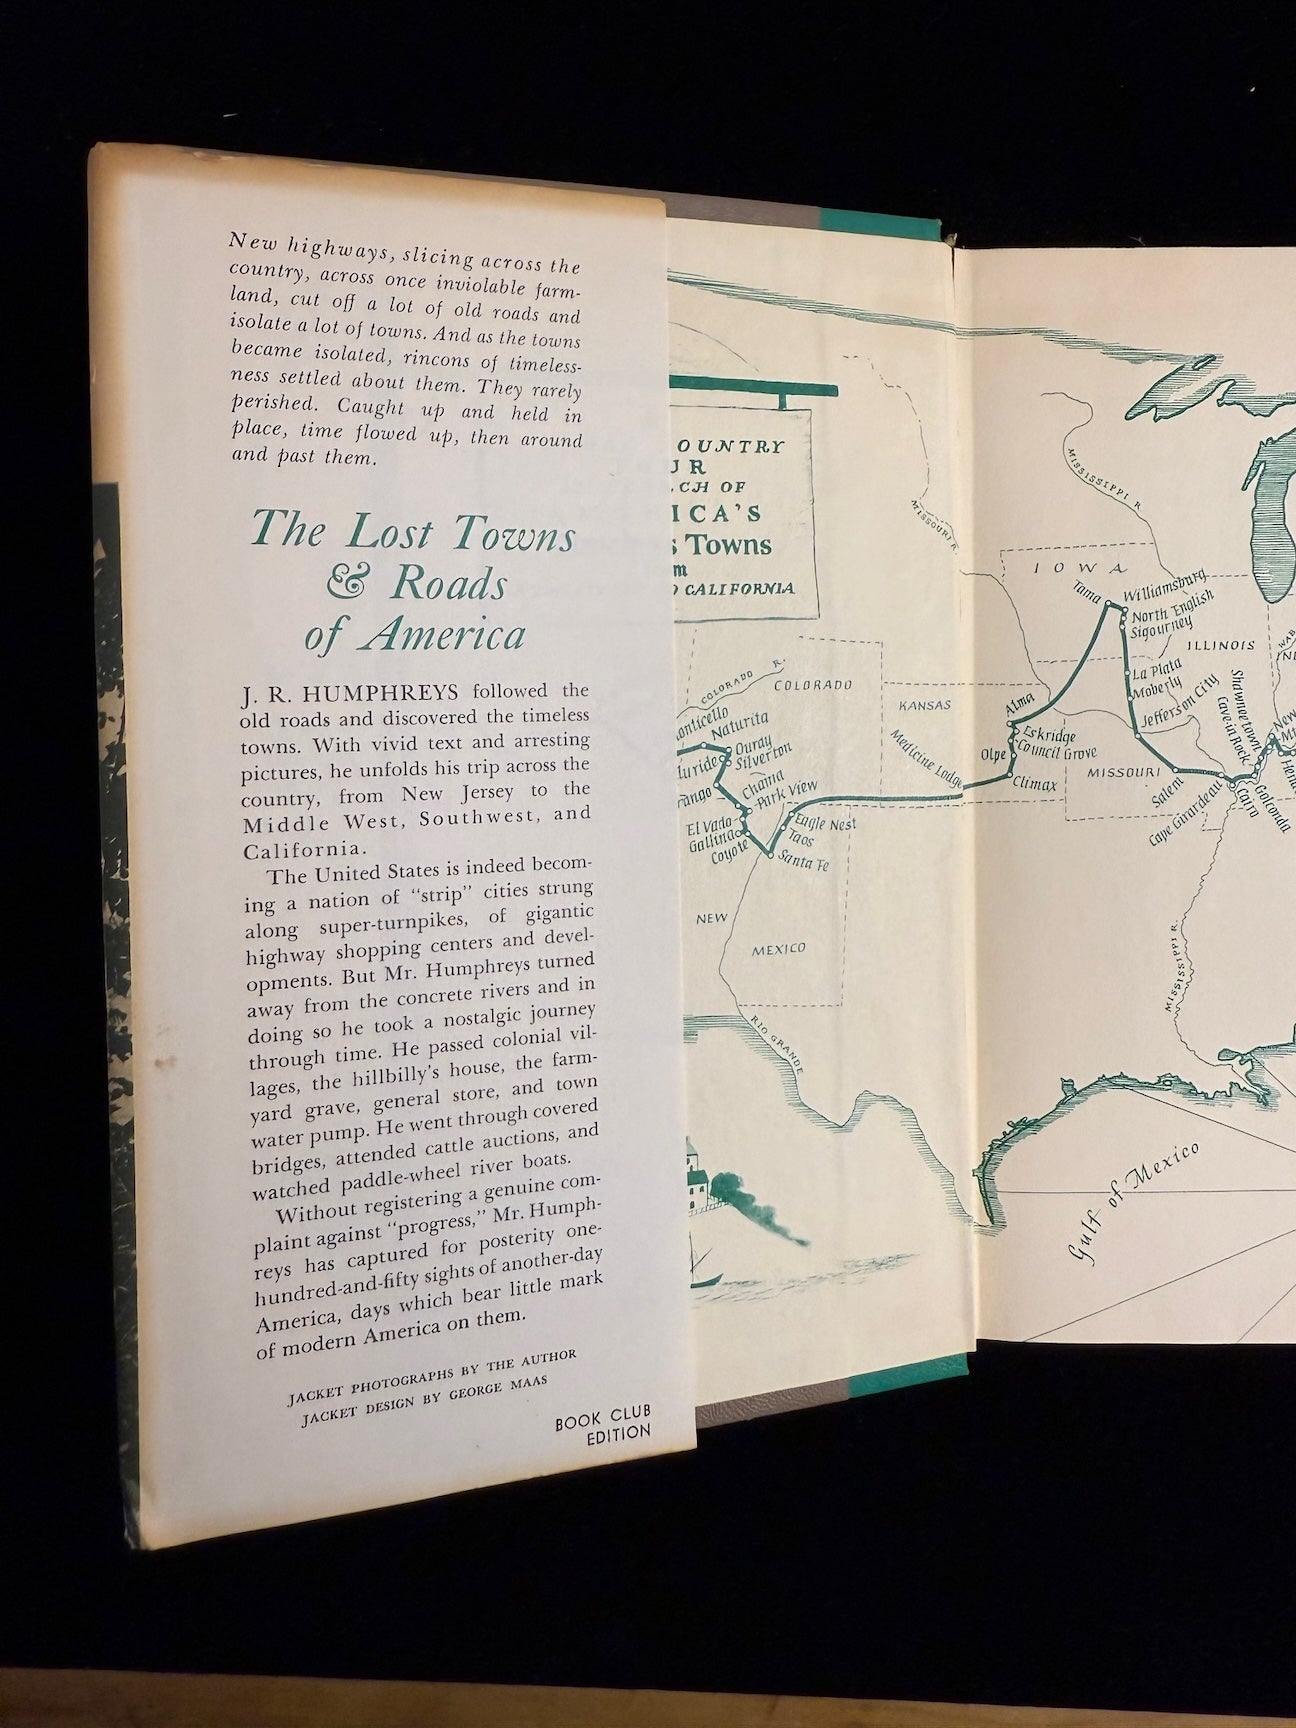 New highways, slicing across the
country, across once inviolable farm-
land, cut off a lot of old roads and
isolate a lot of towns. And as the towns
became isolated, rincons of timeless-
ness settled about them. They rarely
perished. Caught up and held in
place, time flowed up, then around
and past them.
The Lost Towns
& Roads
of America
J. R. HUMPHREYS followed the
old roads and discovered the timeless
towns. With vivid text and arresting
pictures, he unfolds his trip across the
country, from New Jersey to the
Middle West, Southwest, and
California.
The United States is indeed becom-
ing a nation of "strip" cities strung
along super-turnpikes, of gigantic
highway shopping centers and devel-
opments. But Mr. Humphreys turned
away from the concrete rivers and in
doing so he took a nostalgic journey
through time. He passed colonial vil-
lages, the hillbilly's house, the farm-
yard grave, general store, and town
water pump. He went through covered
bridges, attended cattle auctions, and
watched paddle-wheel river boats.
Without registering a genuine com-
plaint against "progress," Mr. Humph-
reys has captured for posterity one-
hundred-and-fifty sights of another-day
America, days which bear little mark
of modern America on them.
JACKET PHOTOGRAPHS BY THE AUTHOR
JACKET DESIGN BY GEORGE MAAS
BOOK CLUB
EDITION
OUNTRY
UR
CH OF
ICA'S
s Towns
m
O CALIFORNIA
COLORADO R.
COLORADO
onticello
Naturita
Ouray
Silverton
luride
rango
Chama
Park View
El Vado
Gallina
Coyote
Eagle Nest
Taos
Santa Fe
NEW
MEXICO
RIO GRANDE
MISSOURI R.
MISSISSIPPI R.
IOWA
Tama
Williamsburg
North English
Sigourney
ILLINOIS
La Plata
Moberly
Jefferson City
KANSAS
Alma
Eskridge
Council Grove
Olpe
Climax
Medicine Lodge
MISSOURI
Salem
Cape Girardeau
Cairo
Golconda
Cave-in Rock
Shawneetown
New
Hend
WAB
MISSISSIPPI R.
Gulf of Mexico